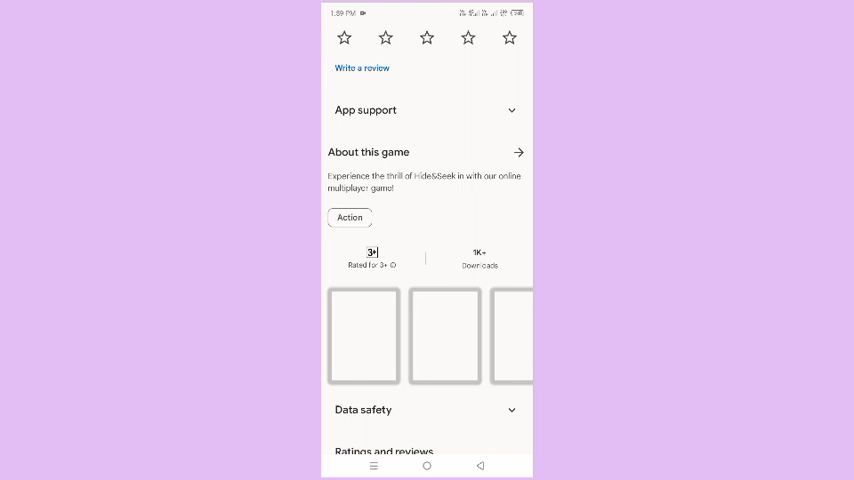 1:59 PM
Write a review
App support
About this game
Experience the thrill of Hide&Seek in with our online
multiplayer game!
Action
3+
1K+
Rated for 3+
Downloads
Data safety
Ratings and reviews